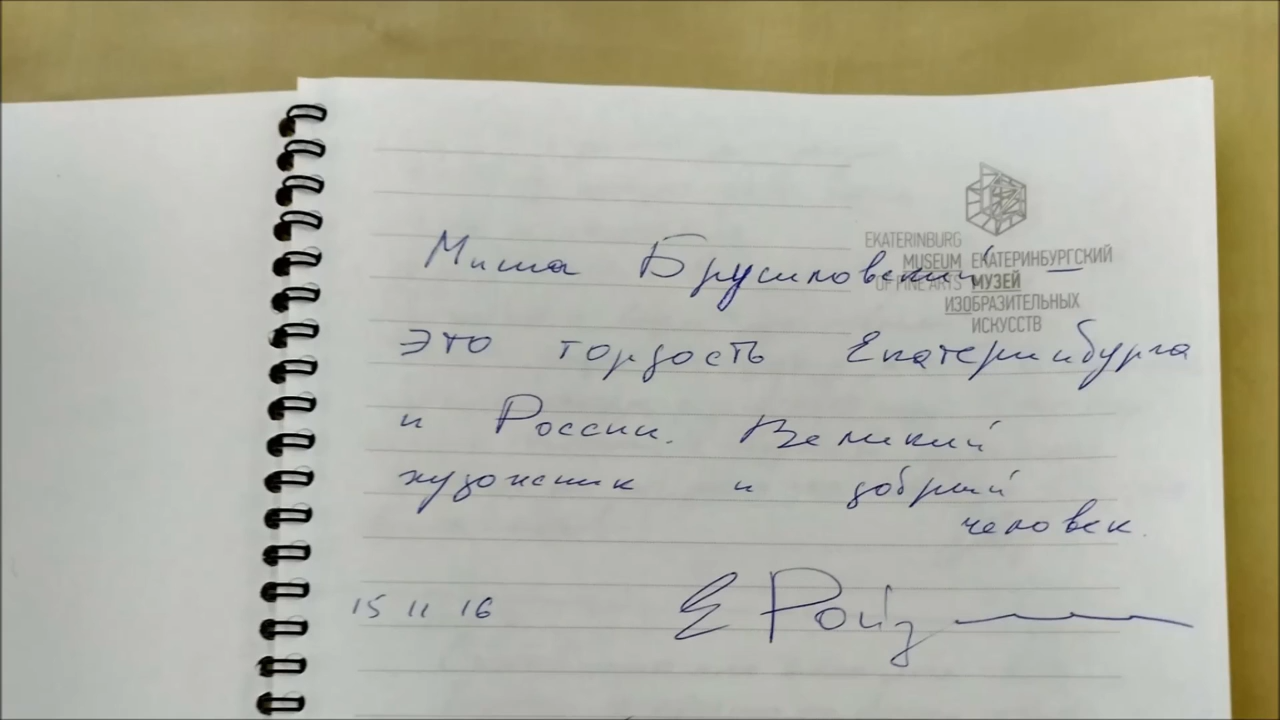 EKATERINBURG
MUSEUM
OF FINE ARTS
ЕКАТЕРИНБУРГСКИЙ
МУЗЕЙ
ИЗОБРАЗИТЕЛЬНЫХ
ИСКУССТВ
Миша Брусиловский –
это гордость Екатеринбурга
и России. Великий
художник и добрый
человек.
15 11 16
Е Ройз